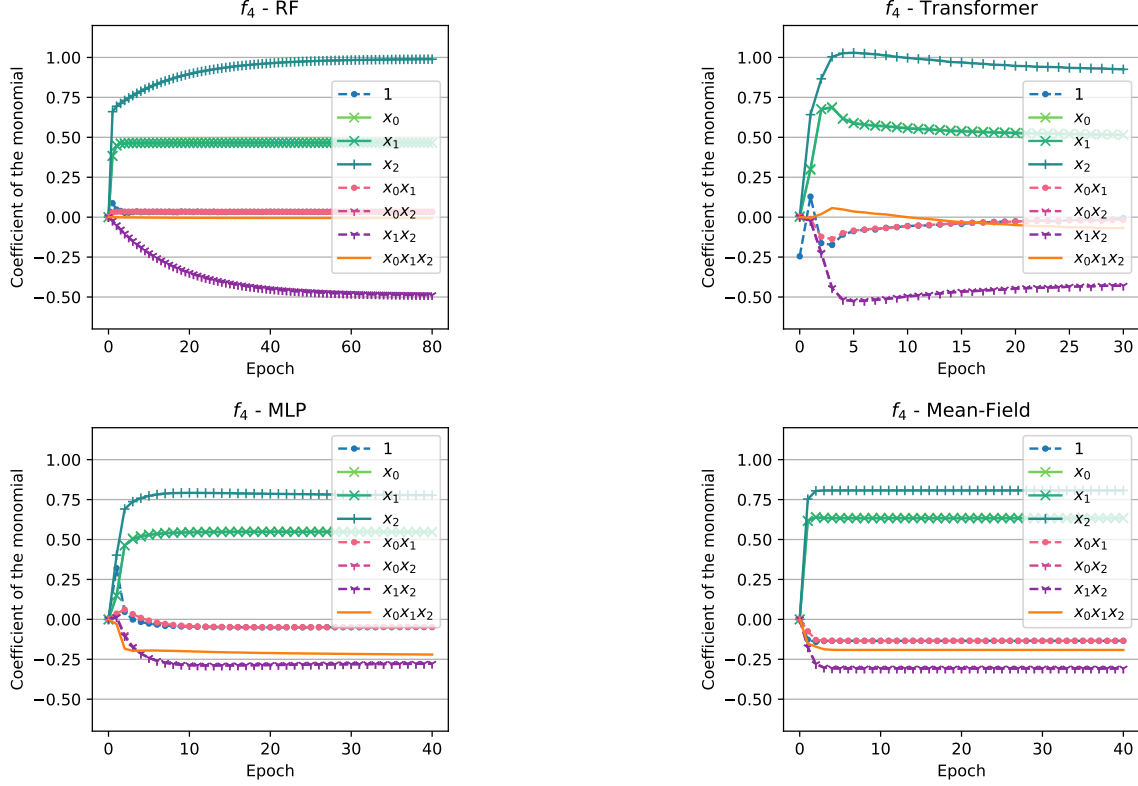 f₄ - RF
Coefficient of the monomial
1.00
0.75
0.50
0.25
0.00
−0.25
−0.50
1
x₀
x₁
x₂
x₀x₁
x₀x₂
x₁x₂
x₀x₁x₂
0 20 40 60 80
Epoch
f₄ - Transformer
Coefficient of the monomial
1.00
0.75
0.50
0.25
0.00
−0.25
−0.50
1
x₀
x₁
x₂
x₀x₁
x₀x₂
x₁x₂
x₀x₁x₂
0 5 10 15 20 25 30
Epoch
f₄ - MLP
Coefficient of the monomial
1.00
0.75
0.50
0.25
0.00
−0.25
−0.50
1
x₀
x₁
x₂
x₀x₁
x₀x₂
x₁x₂
x₀x₁x₂
0 10 20 30 40
Epoch
f₄ - Mean-Field
Coefficient of the monomial
1.00
0.75
0.50
0.25
0.00
−0.25
−0.50
1
x₀
x₁
x₂
x₀x₁
x₀x₂
x₁x₂
x₀x₁x₂
0 10 20 30 40
Epoch